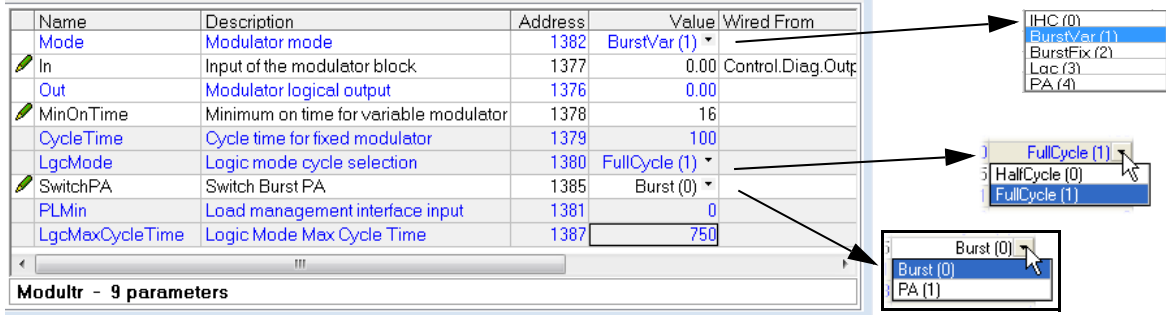 Name Description Address Value Wired From
Mode Modulator mode 1382 BurstVar (1)
In Input of the modulator block 1377 0.00 Control.Diag.Outp
Out Modulator logical output 1376 0.00
MinOnTime Minimum on time for variable modulator 1378 16
CycleTime Cycle time for fixed modulator 1379 100
LgcMode Logic mode cycle selection 1380 FullCycle (1)
SwitchPA Switch Burst PA 1385 Burst (0)
PLMin Load management interface input 1381 0
LgcMaxCycleTime Logic Mode Max Cycle Time 1387 750
Modultr - 9 parameters
IHC (0)
BurstVar (1)
BurstFix (2)
Lgc (3)
PA (4)
0 FullCycle (1)
5 HalfCycle (0)
1 FullCycle (1)
Burst (0)
Burst (0)
PA (1)